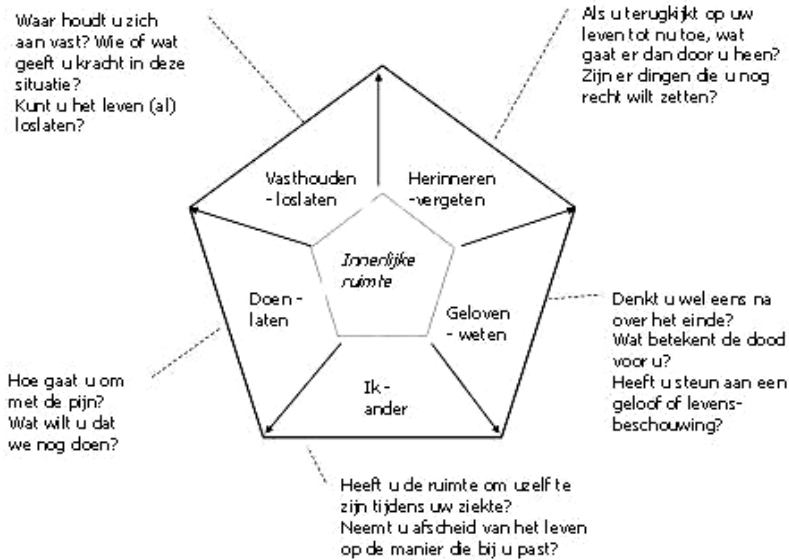 Waar houdt u zich
aan vast? Wie of wat
geeft u kracht in deze
situatie?
Kunt u het leven (al)
loslaten?
Als u terugkijkt op uw
leven tot nu toe, wat
gaat er dan door u heen?
Zijn er dingen die u nog
recht wilt zetten?
Vasthouden
- loslaten
Herinneren
-vergeten
Innerlijke
ruimte
Doen -
laten
Geloven
- weten
Ik -
ander
Denkt u wel eens na
over het einde?
Wat betekent de dood
voor u?
Heeft u steun aan een
geloof of levens-
beschouwing?
Hoe gaat u om
met de pijn?
Wat wilt u dat
we nog doen?
Heeft u de ruimte om uzelf te
zijn tijdens uw ziekte?
Neemt u afscheid van het leven
op de manier die bij u past?